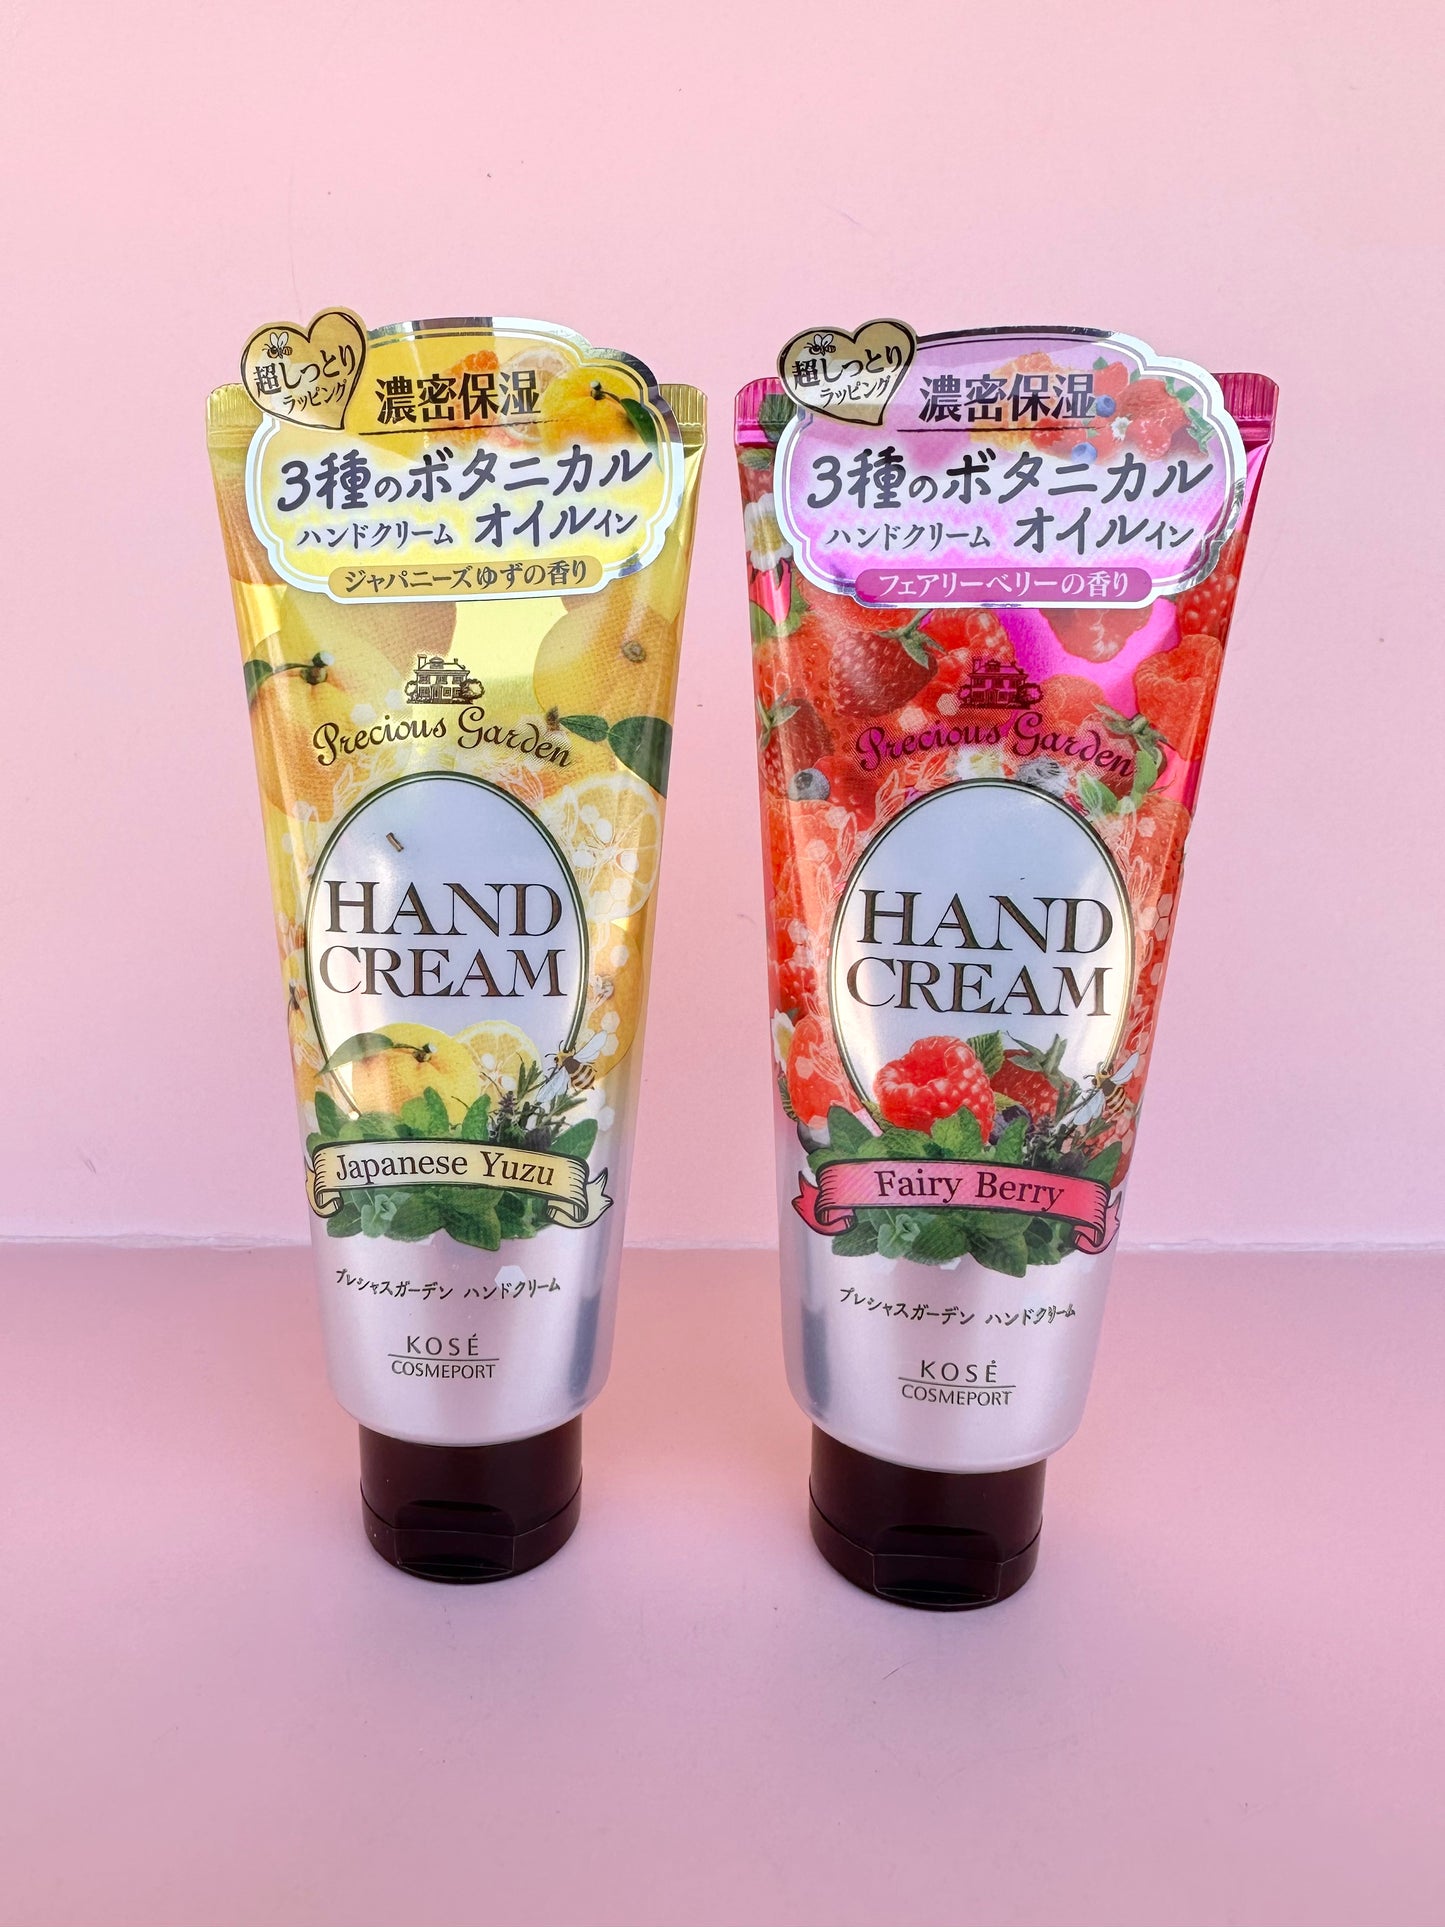 超しっとり
ラッピング
濃密保湿
3種のボタニカル
ハンドクリーム オイルイン
ジャパニーズゆずの香り
Precious Garden
HAND
CREAM
Japanese Yuzu
プレシャスガーデン ハンドクリーム
KOSÉ
COSMEPORT
超しっとり
ラッピング
濃密保湿
3種のボタニカル
ハンドクリーム オイルイン
フェアリーベリーの香り
Precious Garden
HAND
CREAM
Fairy Berry
プレシャスガーデン ハンドクリーム
KOSÉ
COSMEPORT